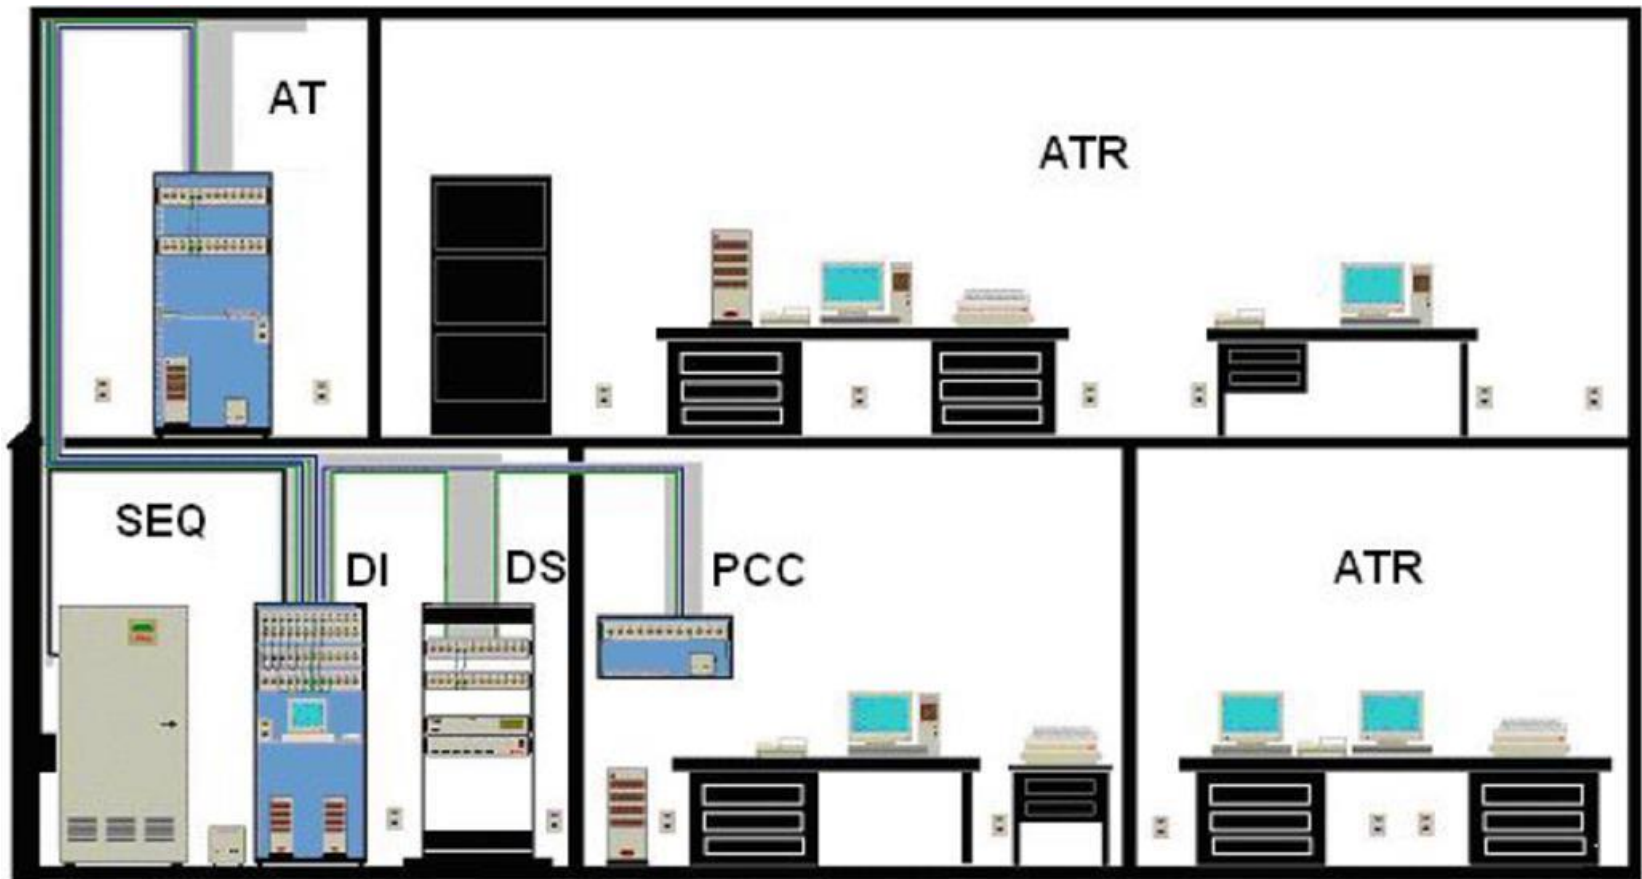 AT
ATR
SEQ
DI
DS
PCC
ATR